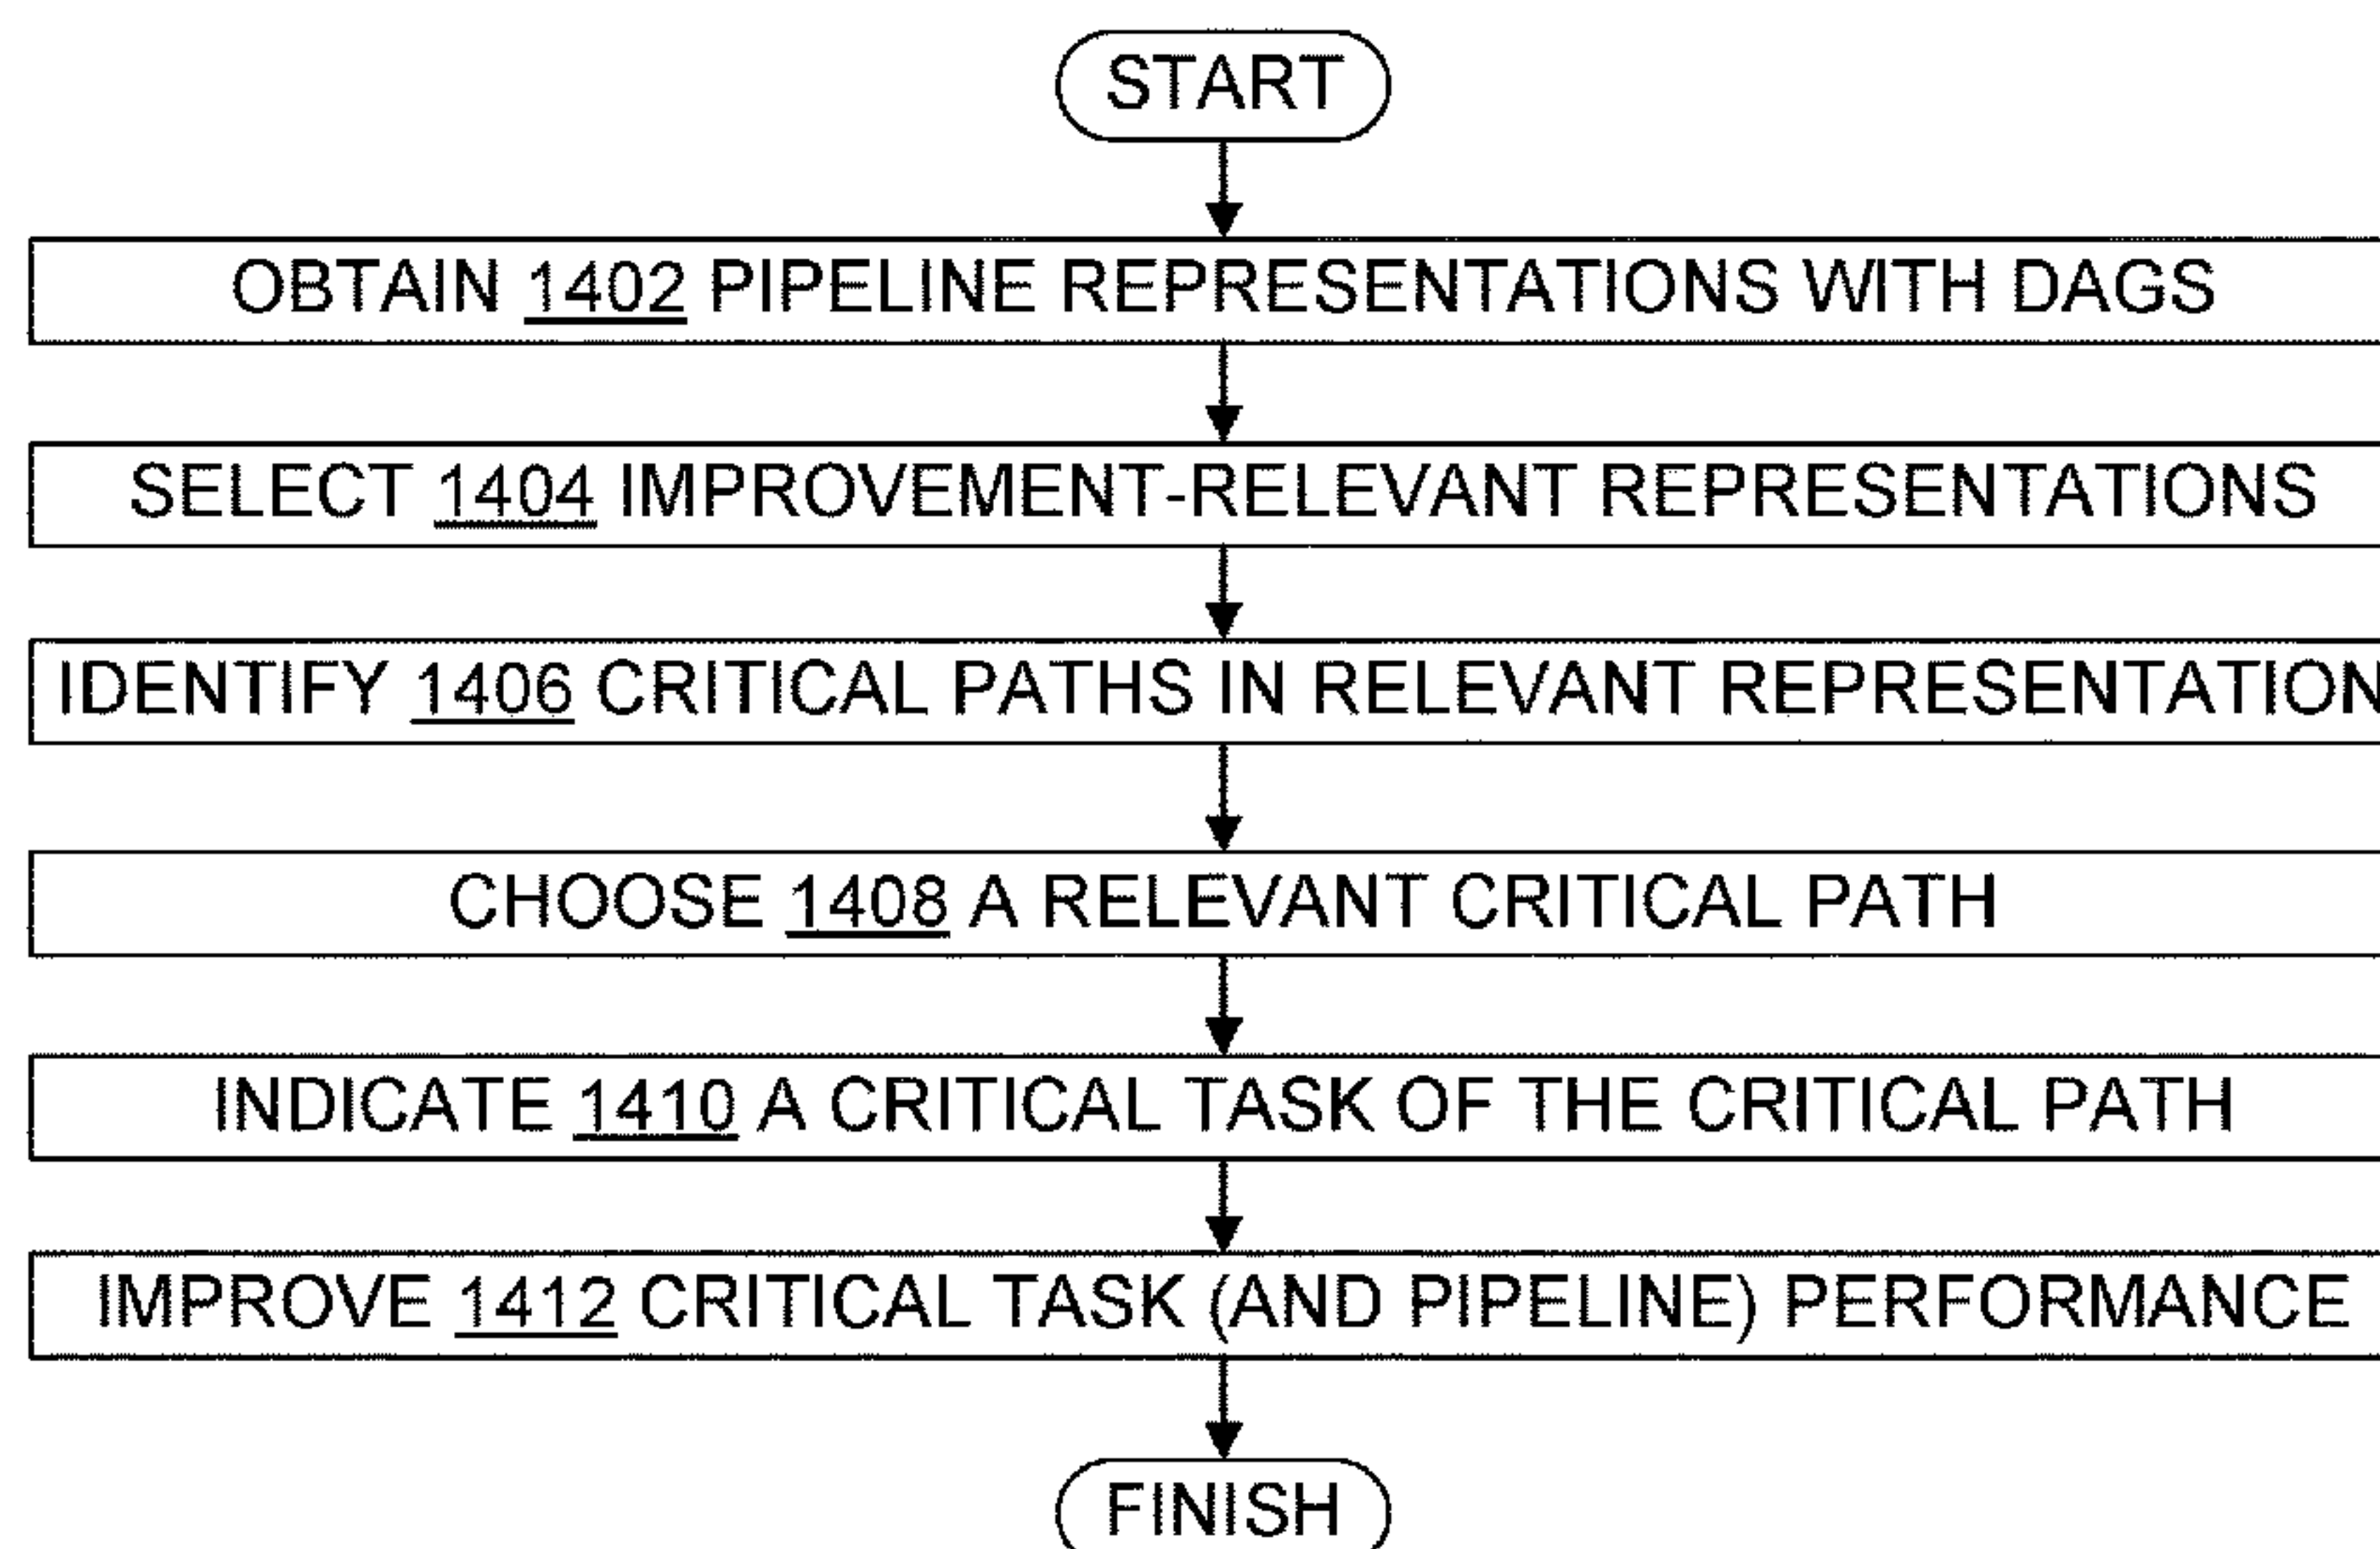 START
OBTAIN 1402 PIPELINE REPRESENTATIONS WITH DAGS
SELECT 1404 IMPROVEMENT-RELEVANT REPRESENTATIONS
IDENTIFY 1406 CRITICAL PATHS IN RELEVANT REPRESENTATION
CHOOSE 1408 A RELEVANT CRITICAL PATH
INDICATE 1410 A CRITICAL TASK OF THE CRITICAL PATH
IMPROVE 1412 CRITICAL TASK (AND PIPELINE) PERFORMANCE
FINISH